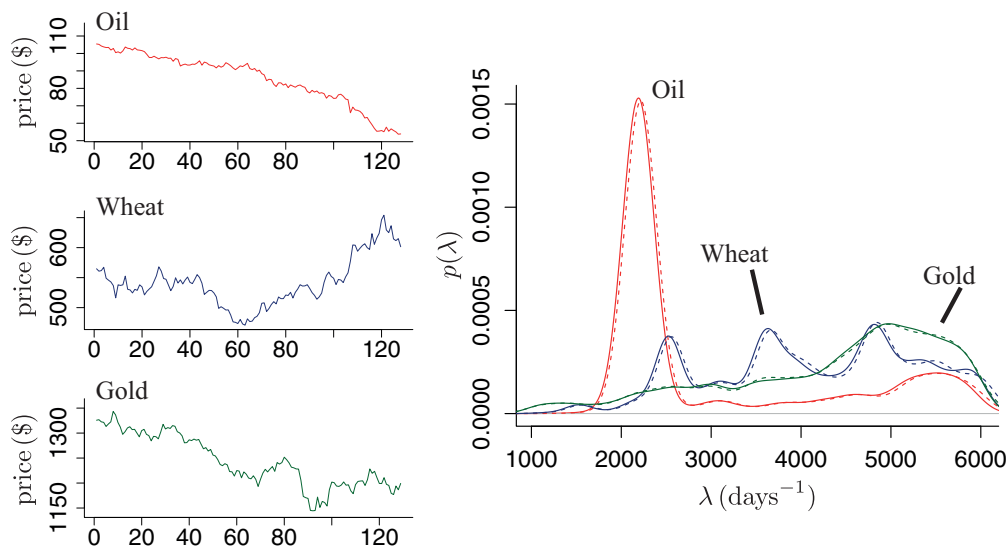 Oil
price ($)
110
80
50
0 20 40 60 80 120
Wheat
price ($)
600
500
0 20 40 60 80 120
Gold
price ($)
1300
1150
0 20 40 60 80 120
Oil
Wheat
Gold
p(λ)
0.0015
0.0010
0.0005
0.0000
1000 2000 3000 4000 5000 6000
λ (days⁻¹)